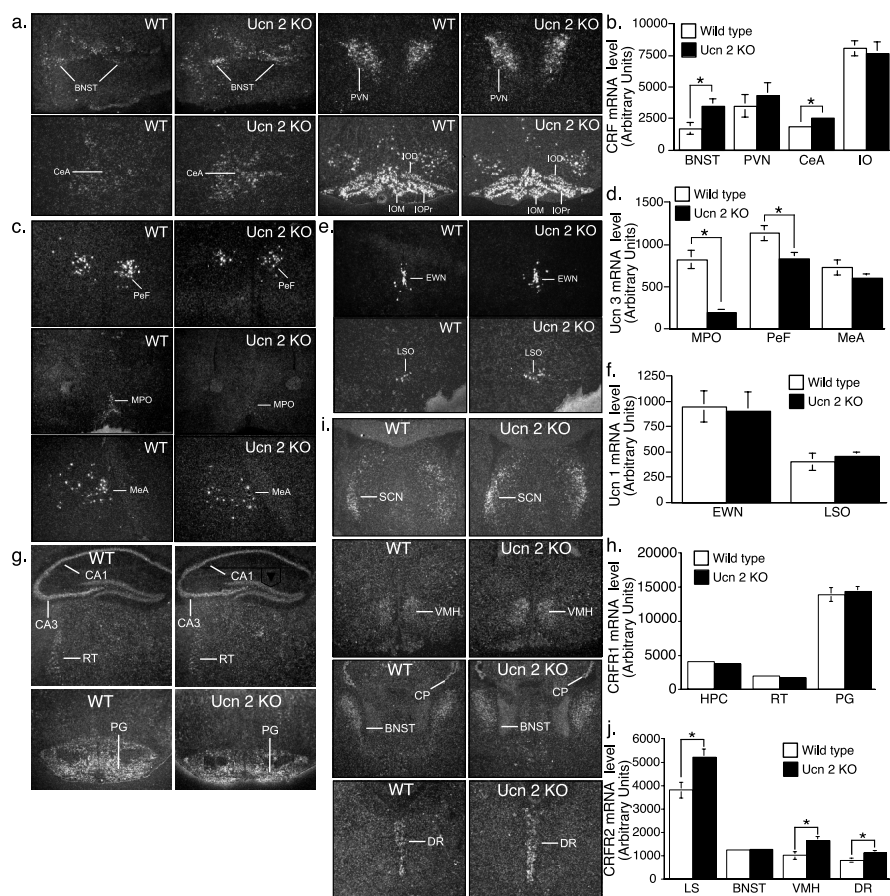 a.
WT
BNST
Ucn 2 KO
BNST
WT
PVN
Ucn 2 KO
PVN
WT
CeA
Ucn 2 KO
CeA
WT
IOD
IOM
IOPr
Ucn 2 KO
IOD
IOM
IOPr
b.
CRF mRNA level
(Arbitrary Units)
10000
7500
5000
2500
0
Wild type
Ucn 2 KO
*
*
BNST
PVN
CeA
IO
c.
WT
PeF
Ucn 2 KO
PeF
WT
MPO
Ucn 2 KO
MPO
WT
MeA
Ucn 2 KO
MeA
d.
Ucn 3 mRNA level
(Arbitrary Units)
1500
1000
500
0
Wild type
Ucn 2 KO
*
*
MPO
PeF
MeA
e.
WT
EWN
Ucn 2 KO
EWN
WT
LSO
Ucn 2 KO
LSO
f.
Ucn 1 mRNA level
(Arbitrary Units)
1250
1000
750
500
250
0
Wild type
Ucn 2 KO
EWN
LSO
g.
WT
CA1
CA3
RT
Ucn 2 KO
CA1
CA3
RT
WT
PG
Ucn 2 KO
PG
h.
CRFR1 mRNA level
(Arbitrary Units)
20000
15000
10000
5000
0
Wild type
Ucn 2 KO
HPC
RT
PG
i.
WT
SCN
Ucn 2 KO
SCN
WT
VMH
Ucn 2 KO
VMH
WT
CP
BNST
Ucn 2 KO
CP
BNST
WT
DR
Ucn 2 KO
DR
j.
CRFR2 mRNA level
(Arbitrary Units)
6000
5000
4000
3000
2000
1000
0
Wild type
Ucn 2 KO
*
*
*
LS
BNST
VMH
DR